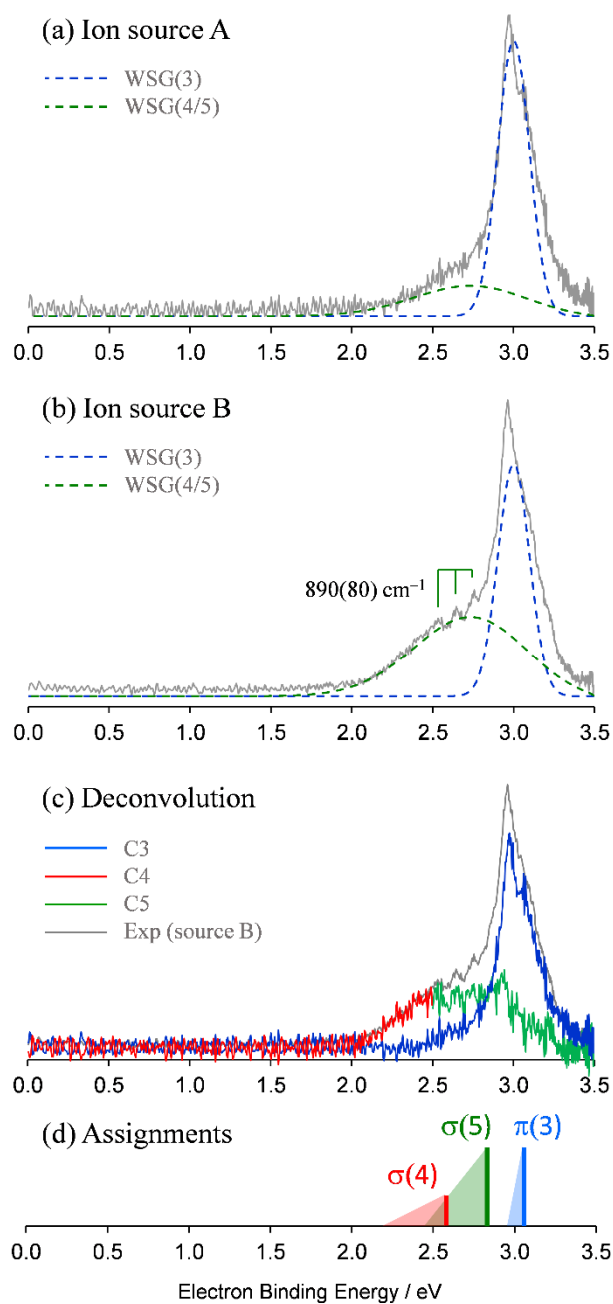 (a) Ion source A
WSG(3)
WSG(4/5)
0.0 0.5 1.0 1.5 2.0 2.5 3.0 3.5
(b) Ion source B
WSG(3)
WSG(4/5)
890(80) cm⁻¹
0.0 0.5 1.0 1.5 2.0 2.5 3.0 3.5
(c) Deconvolution
C3
C4
C5
Exp (source B)
0.0 0.5 1.0 1.5 2.0 2.5 3.0 3.5
(d) Assignments
σ(5) π(3)
σ(4)
0.0 0.5 1.0 1.5 2.0 2.5 3.0 3.5
Electron Binding Energy / eV